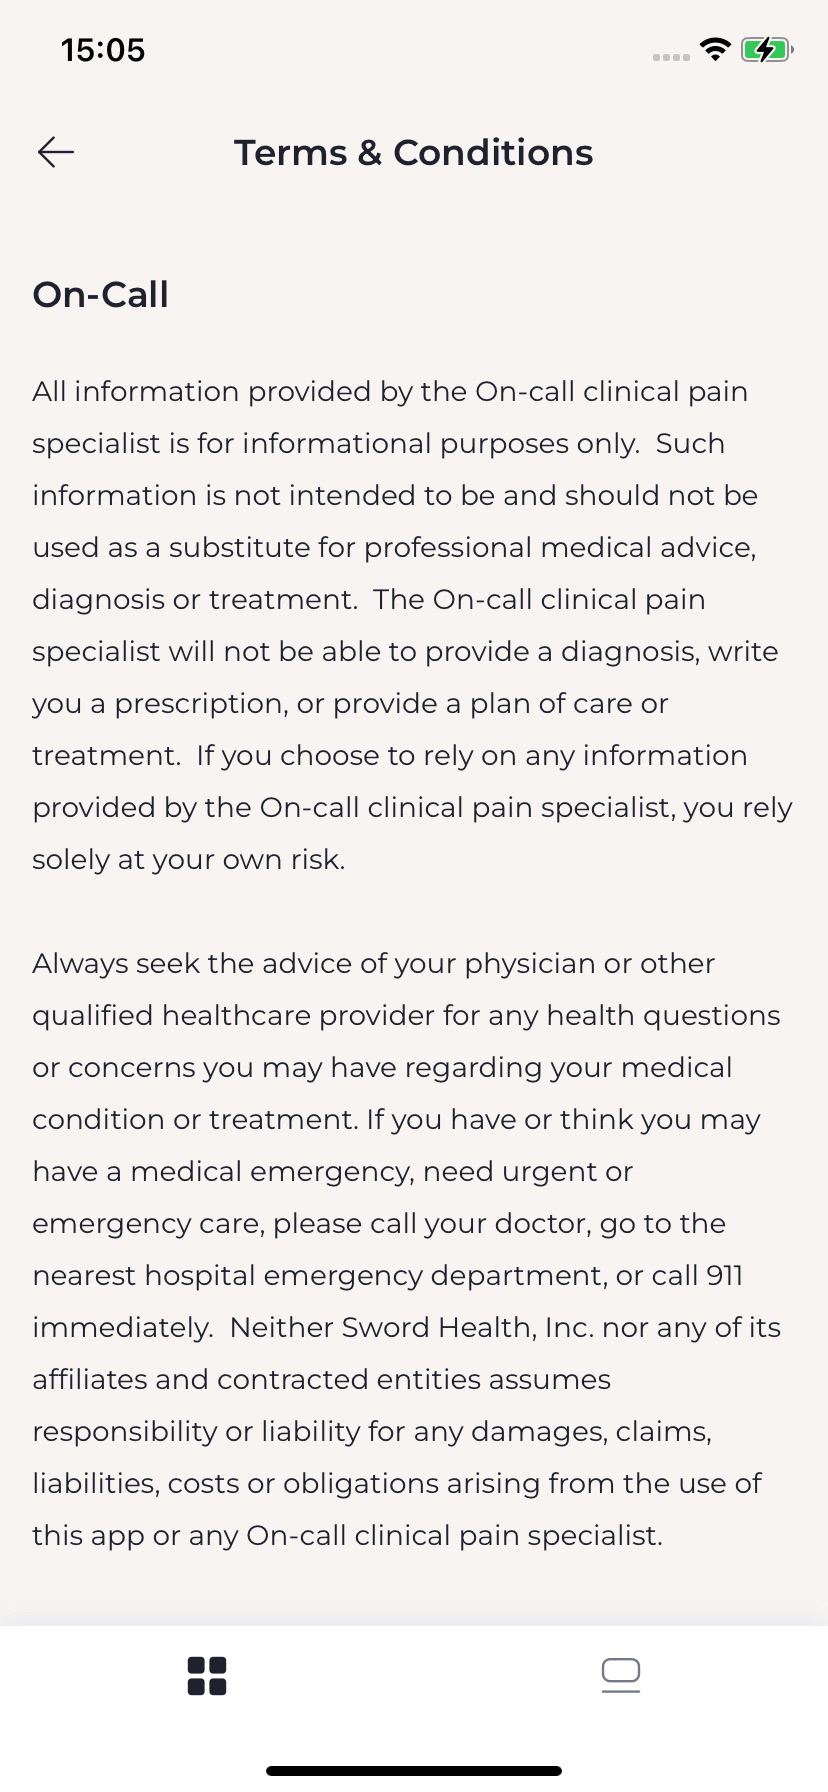 15:05
Terms & Conditions
On-Call
All information provided by the On-call clinical pain
specialist is for informational purposes only.  Such
information is not intended to be and should not be
used as a substitute for professional medical advice,
diagnosis or treatment.  The On-call clinical pain
specialist will not be able to provide a diagnosis, write
you a prescription, or provide a plan of care or
treatment.  If you choose to rely on any information
provided by the On-call clinical pain specialist, you rely
solely at your own risk.
Always seek the advice of your physician or other
qualified healthcare provider for any health questions
or concerns you may have regarding your medical
condition or treatment. If you have or think you may
have a medical emergency, need urgent or
emergency care, please call your doctor, go to the
nearest hospital emergency department, or call 911
immediately.  Neither Sword Health, Inc. nor any of its
affiliates and contracted entities assumes
responsibility or liability for any damages, claims,
liabilities, costs or obligations arising from the use of
this app or any On-call clinical pain specialist.